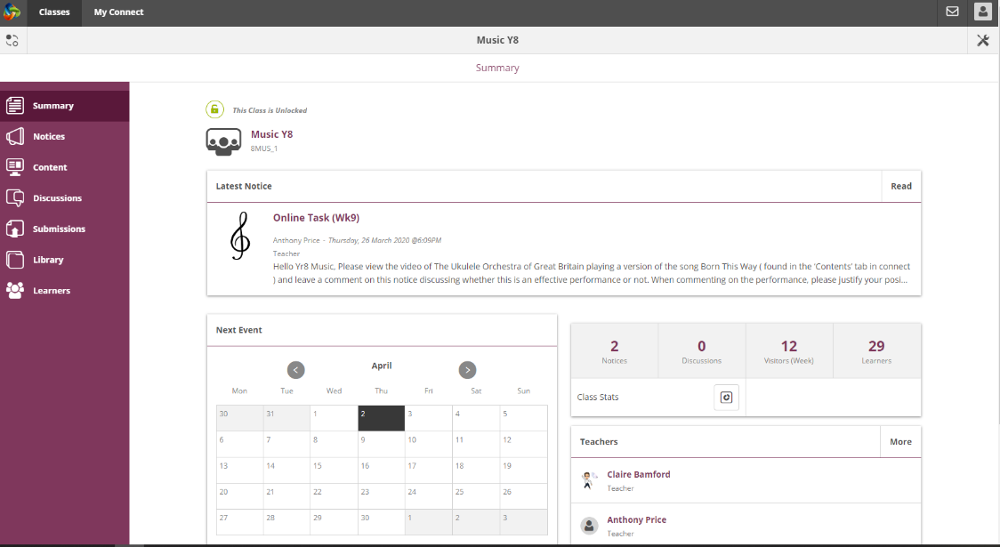 Classes My Connect
Music Y8
Summary
Summary
Notices
Content
Discussions
Submissions
Library
Learners
This Class is Unlocked
Music Y8
8MUS_1
Latest Notice Read
Online Task (Wk9)
Anthony Price - Thursday, 26 March 2020 @6:09PM
Teacher
Hello Yr8 Music, Please view the video of The Ukulele Orchestra of Great Britain playing a version of the song Born This Way ( found in the 'Contents' tab in connect
) and leave a comment on this notice discussing whether this is an effective performance or not. When commenting on the performance, please justify your posi...
Next Event
April
Mon Tue Wed Thu Fri Sat Sun
30 31 1 2 3 4 5
6 7 8 9 10 11 12
13 14 15 16 17 18 19
20 21 22 23 24 25 26
27 28 29 30 1 2 3
2 0 12 29
Notices Discussions Visitors (Week) Learners
Class Stats
Teachers More
Claire Bamford
Teacher
Anthony Price
Teacher